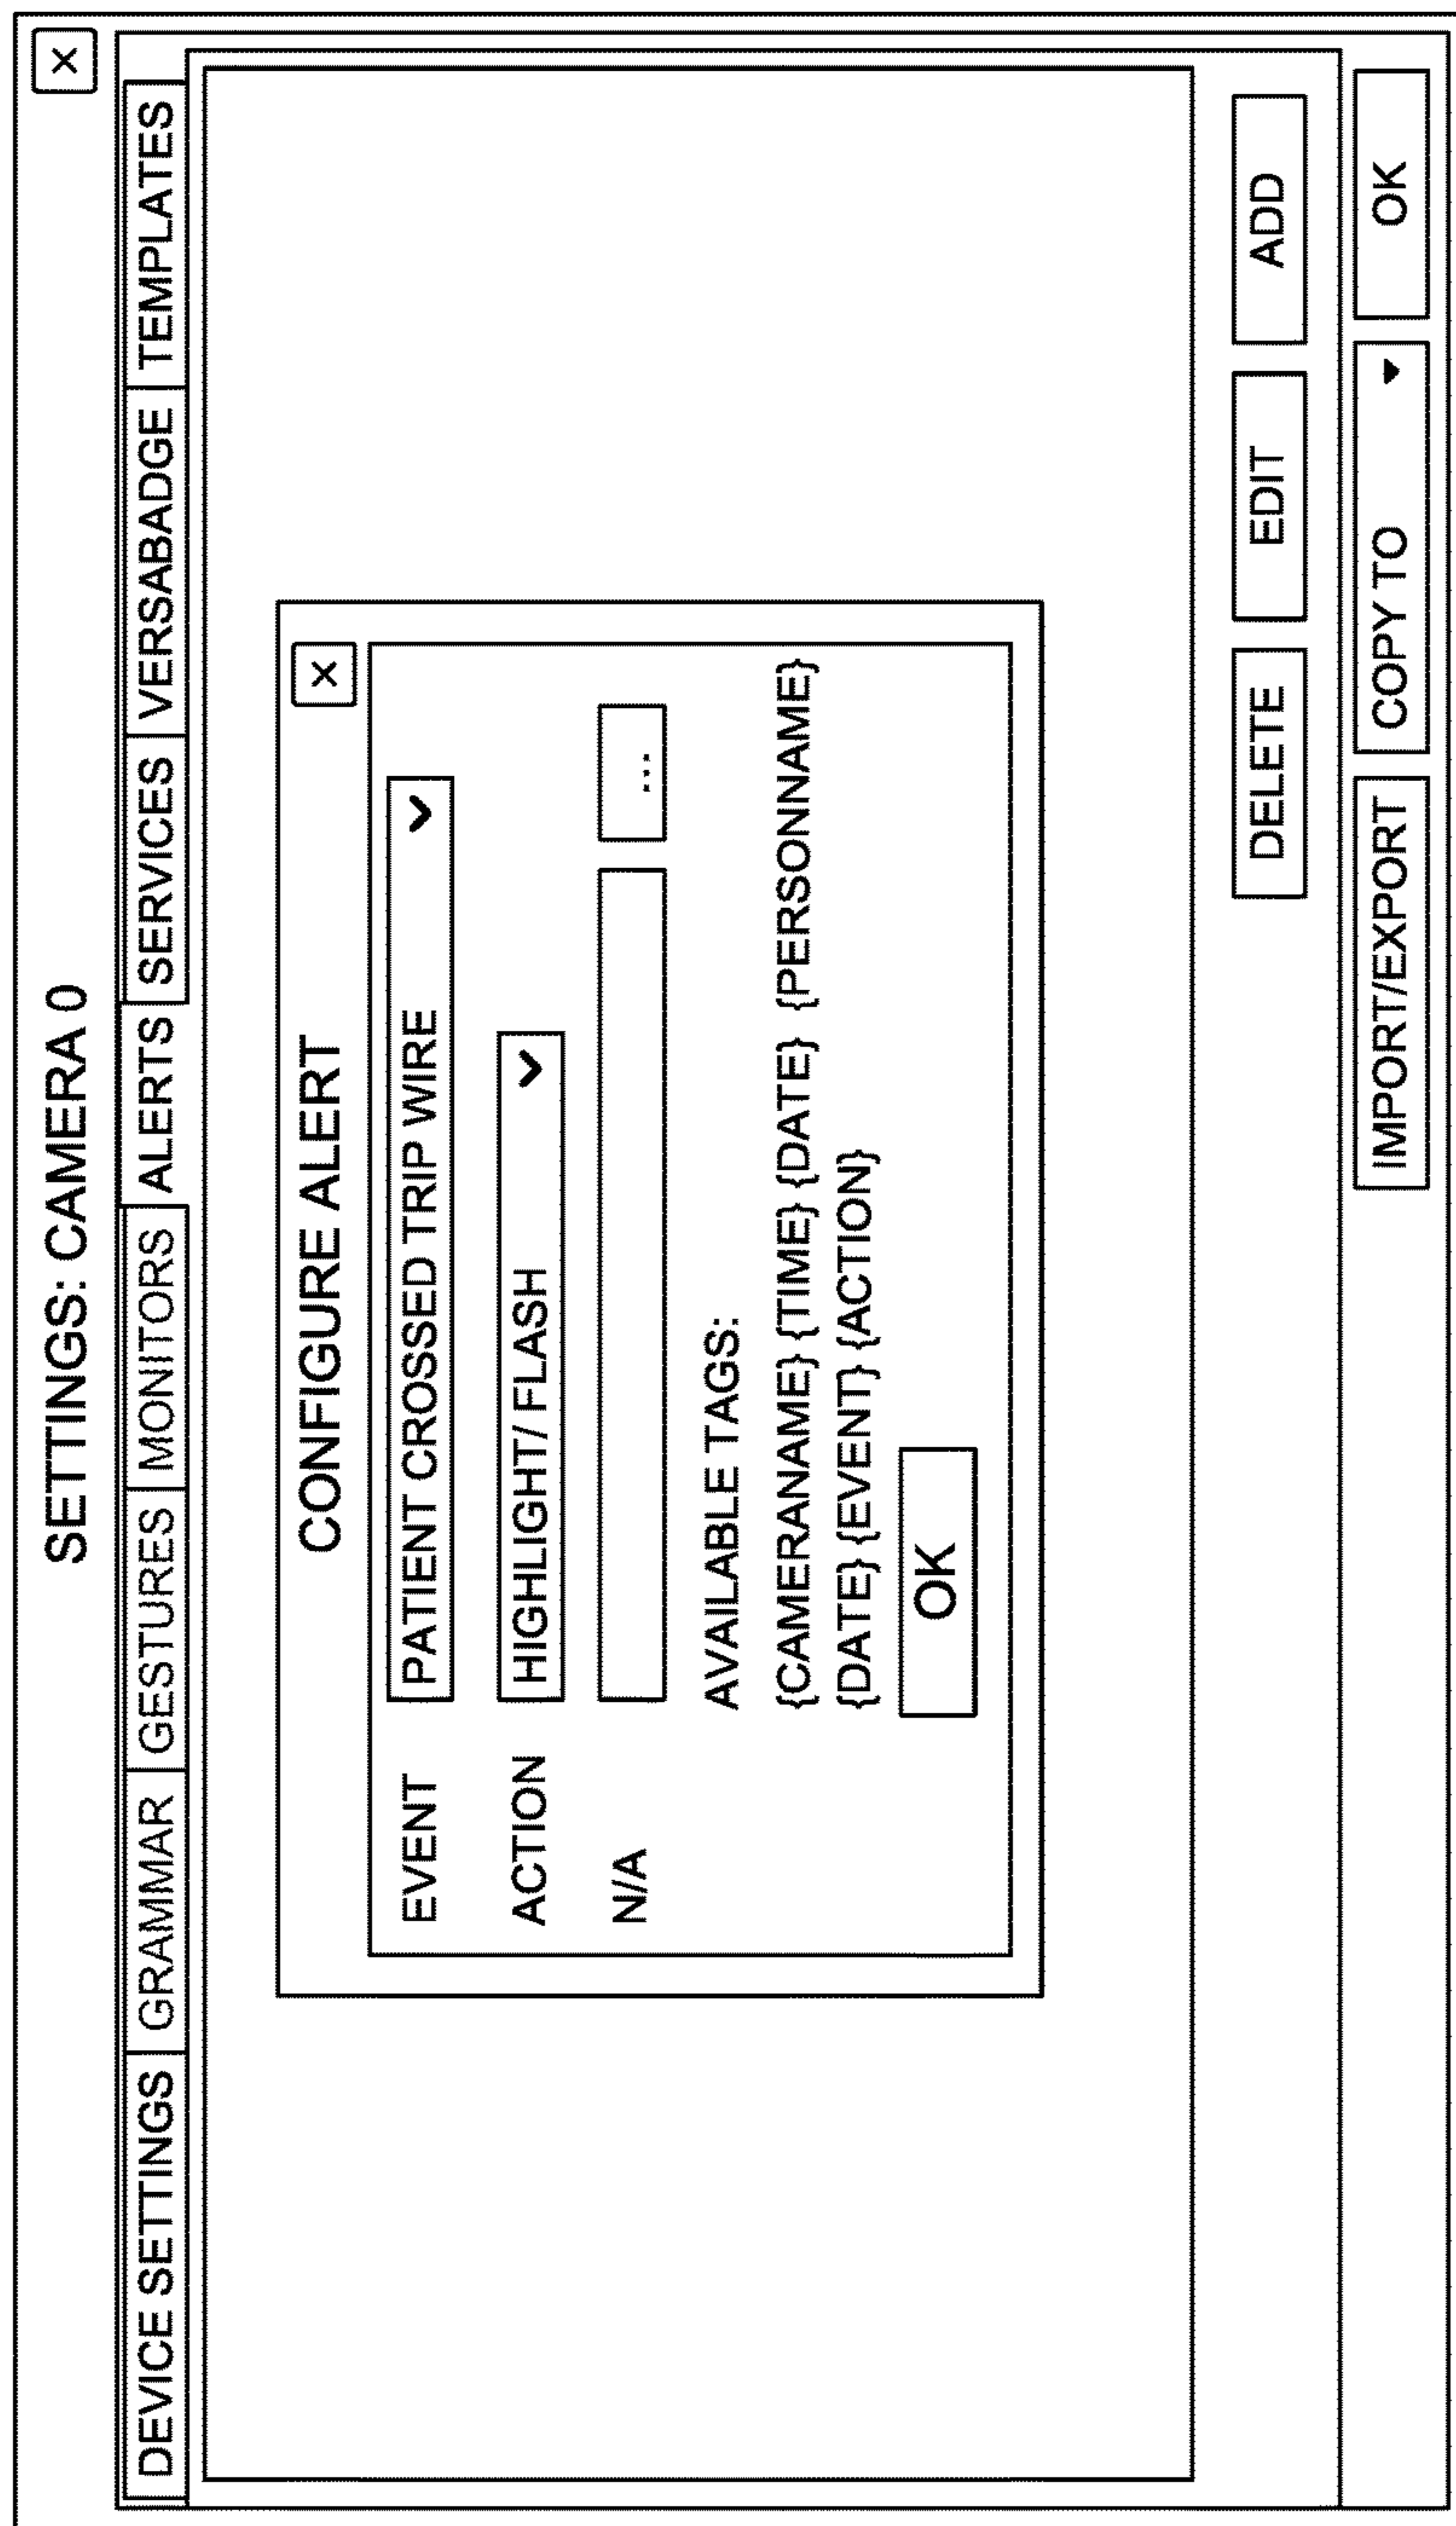 SETTINGS: CAMERA 0
X
DEVICE SETTINGS GRAMMAR GESTURES MONITORS ALERTS SERVICES VERSABADGE TEMPLATES
CONFIGURE ALERT
X
EVENT PATIENT CROSSED TRIP WIRE
ACTION HIGHLIGHT/ FLASH
N/A ...
AVAILABLE TAGS:
{CAMERANAME} {TIME} {DATE} {PERSONNAME}
{DATE} {EVENT} {ACTION}
OK
DELETE EDIT ADD
IMPORT/EXPORT COPY TO OK